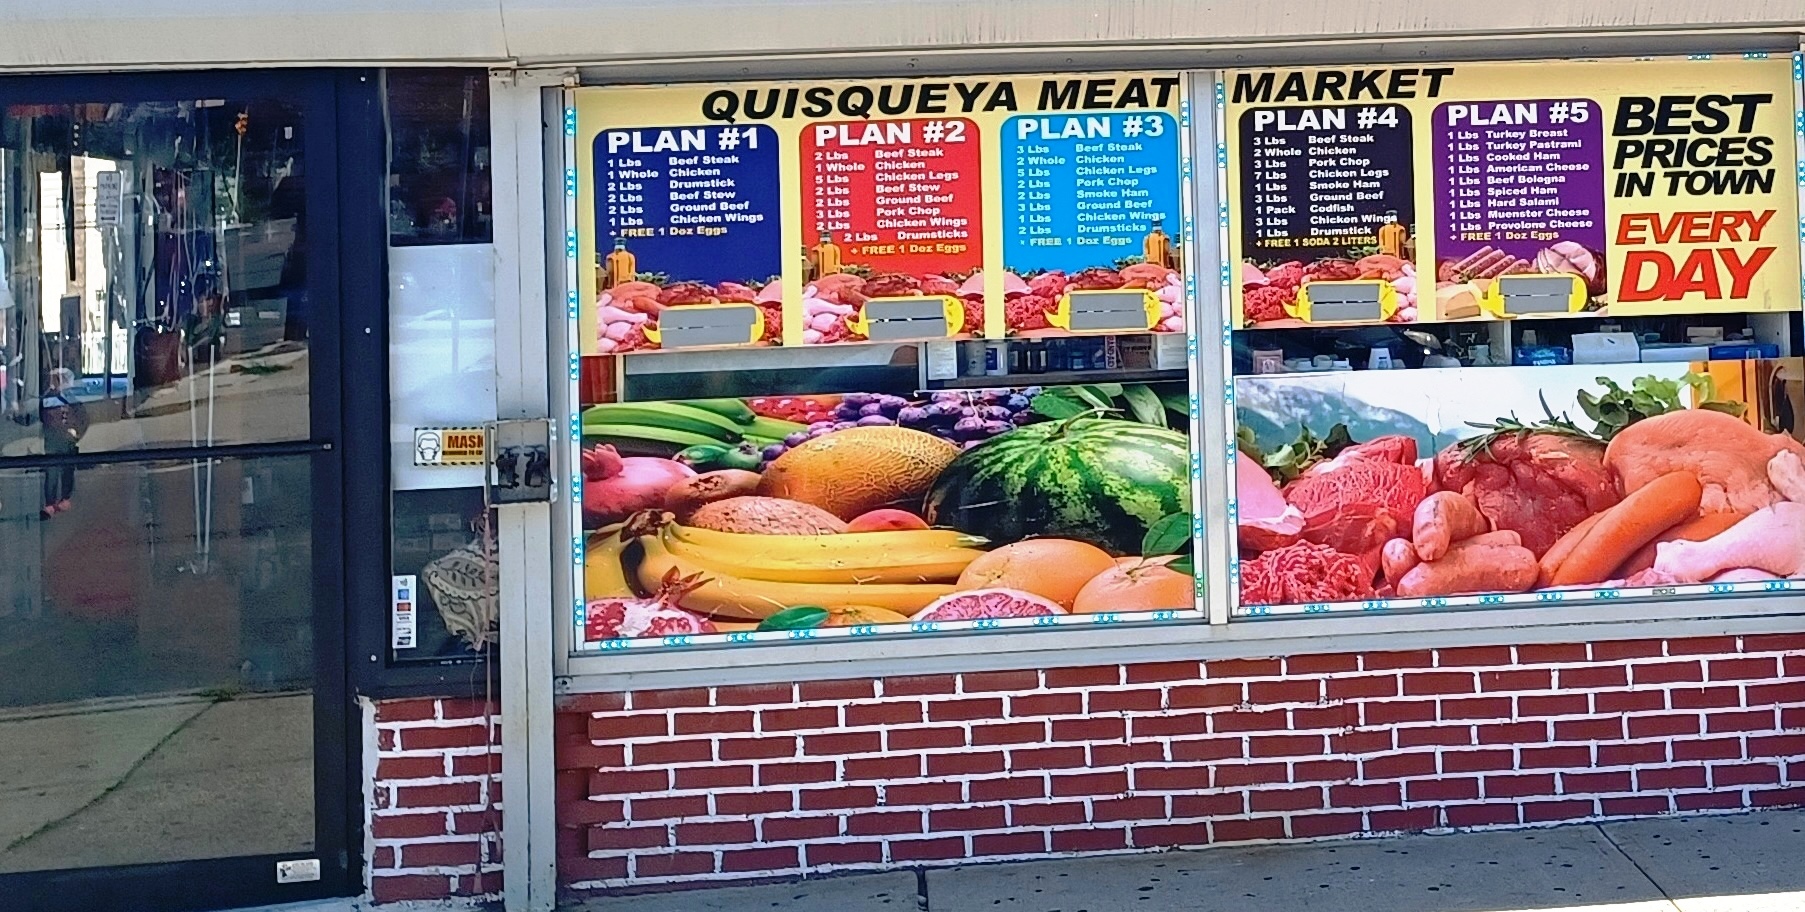 QUISQUEYA MEAT MARKET
PLAN #1
1 Lbs Beef Steak
1 Whole Chicken
2 Lbs Drumstick
2 Lbs Beef Stew
2 Lbs Ground Beef
1 Lbs Chicken Wings
+ FREE 1 Doz Eggs
PLAN #2
2 Lbs Beef Steak
1 Whole Chicken
5 Lbs Chicken Legs
2 Lbs Beef Stew
2 Lbs Ground Beef
3 Lbs Pork Chop
2 Lbs Chicken Wings
2 Lbs Drumsticks
+ FREE 1 Doz Eggs
PLAN #3
3 Lbs Beef Steak
2 Whole Chicken
5 Lbs Chicken Legs
2 Lbs Pork Chop
2 Lbs Smoke Ham
3 Lbs Ground Beef
1 Lbs Chicken Wings
2 Lbs Drumsticks
+ FREE 1 Doz Eggs
PLAN #4
3 Lbs Beef Steak
2 Whole Chicken
3 Lbs Pork Chop
7 Lbs Chicken Legs
1 Lbs Smoke Ham
3 Lbs Ground Beef
1 Pack Codfish
3 Lbs Chicken Wings
1 Lbs Drumstick
+ FREE 1 SODA 2 LITERS
PLAN #5
1 Lbs Turkey Breast
1 Lbs Turkey Pastrami
1 Lbs Cooked Ham
1 Lbs American Cheese
1 Lbs Beef Bologna
1 Lbs Spiced Ham
1 Lbs Hard Salami
1 Lbs Muenster Cheese
1 Lbs Provolone Cheese
+ FREE 1 Doz Eggs
BEST
PRICES
IN TOWN
EVERY
DAY
MASK